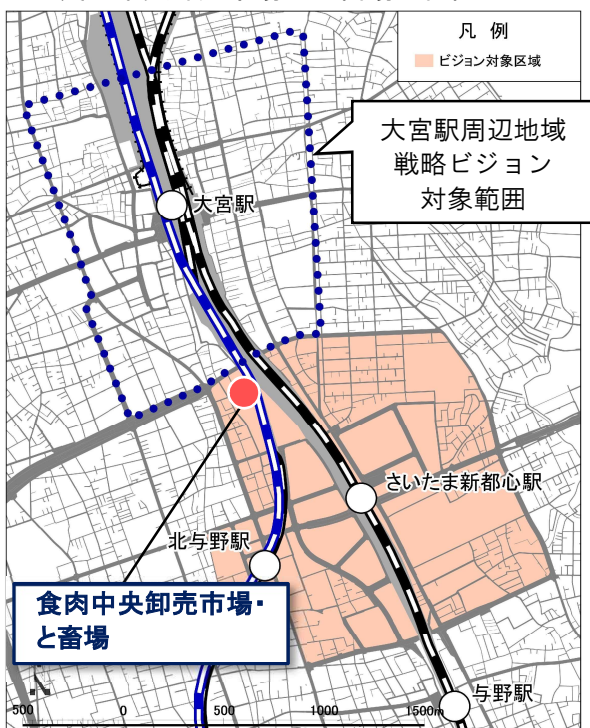 凡 例
ビジョン対象区域
大宮駅周辺地域
戦略ビジョン
対象範囲
大宮駅
さいたま新都心駅
北与野駅
食肉中央卸売市場・
と畜場
与野駅
500 0 500 1000 1500m